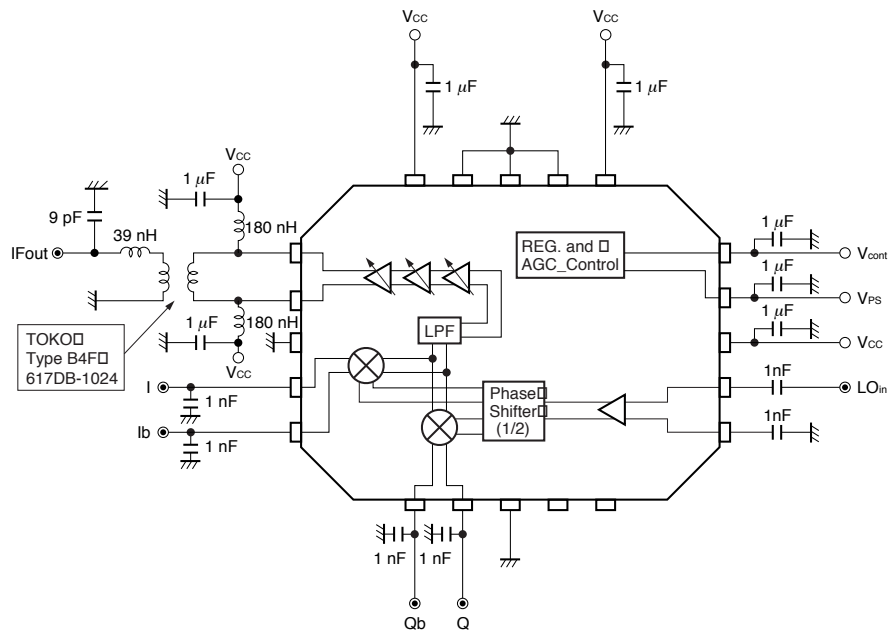 VCC
VCC
1 μF
1 μF
VCC
1 μF
9 pF
39 nH
180 nH
IFout
REG. and □
AGC_Control
1 μF
Vcont
1 μF
VPS
1 μF
VCC
TOKO□
Type B4F□
617DB-1024
1 μF
180 nH
VCC
LPF
I
1 nF
Ib
1 nF
Phase□
Shifter□
(1/2)
1nF
LOin
1nF
1 nF
1 nF
Qb
Q